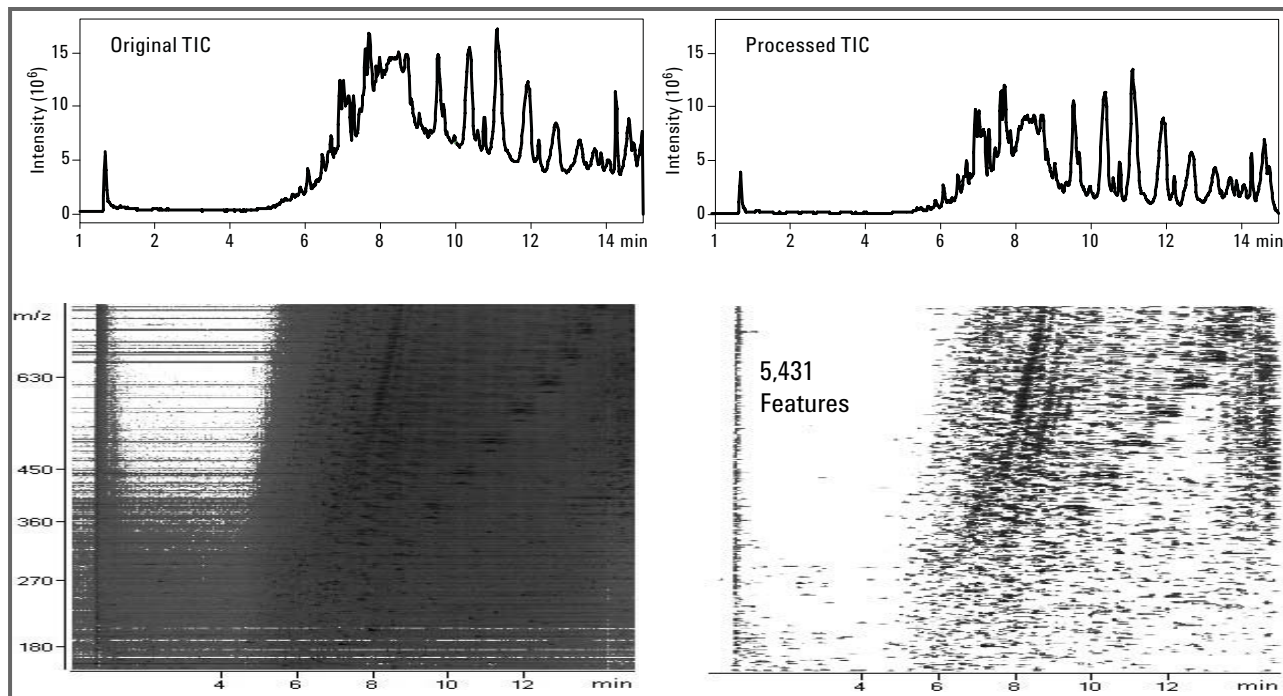 Original TIC
Intensity (10⁶)
15
10
5
0
1 2 4 6 8 10 12 14 min
Processed TIC
Intensity (10⁶)
15
10
5
0
1 2 4 6 8 10 12 14 min
m/z
630
450
360
270
180
4 6 8 10 12 min
5,431
Features
4 6 8 10 12 min